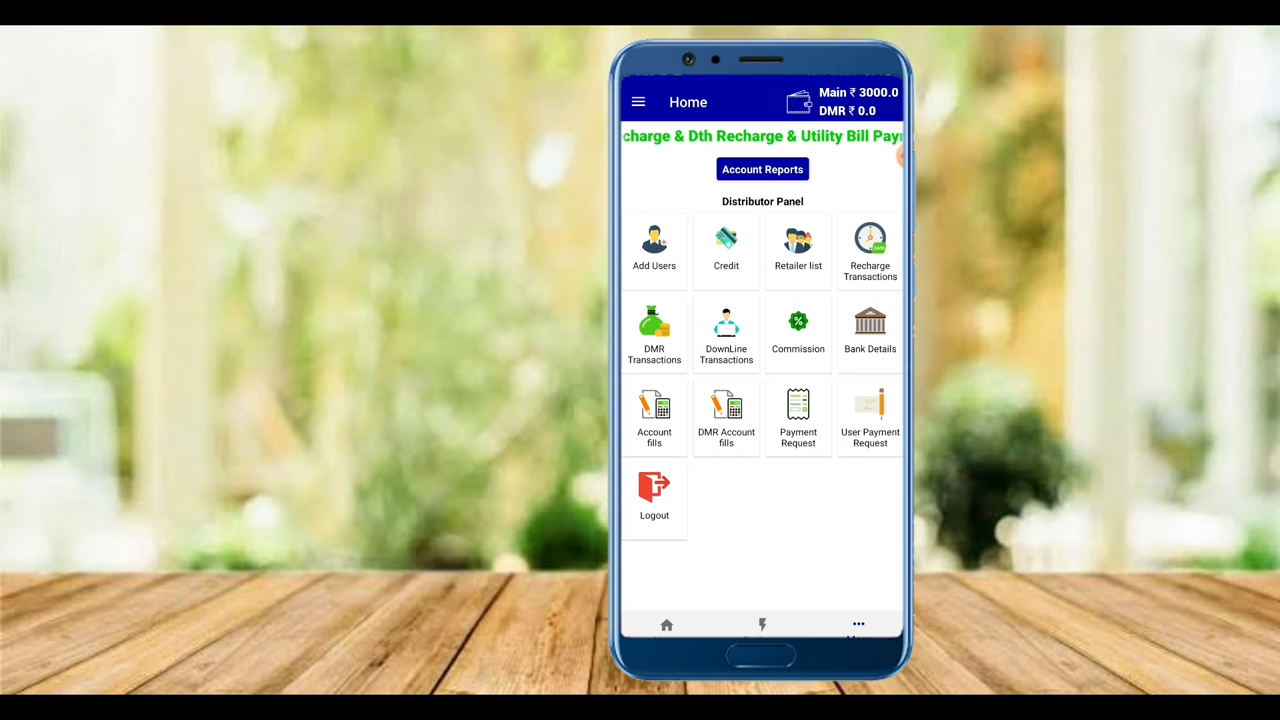 Home
Main ₹ 3000.0
DMR ₹ 0.0
charge & Dth Recharge & Utility Bill Pay
Account Reports
Distributor Panel
Add Users
Credit
Retailer list
Recharge
Transactions
24/H
DMR
Transactions
DownLine
Transactions
Commission
%
Bank Details
Account
fills
DMR Account
fills
Payment
Request
User Payment
Request
Logout